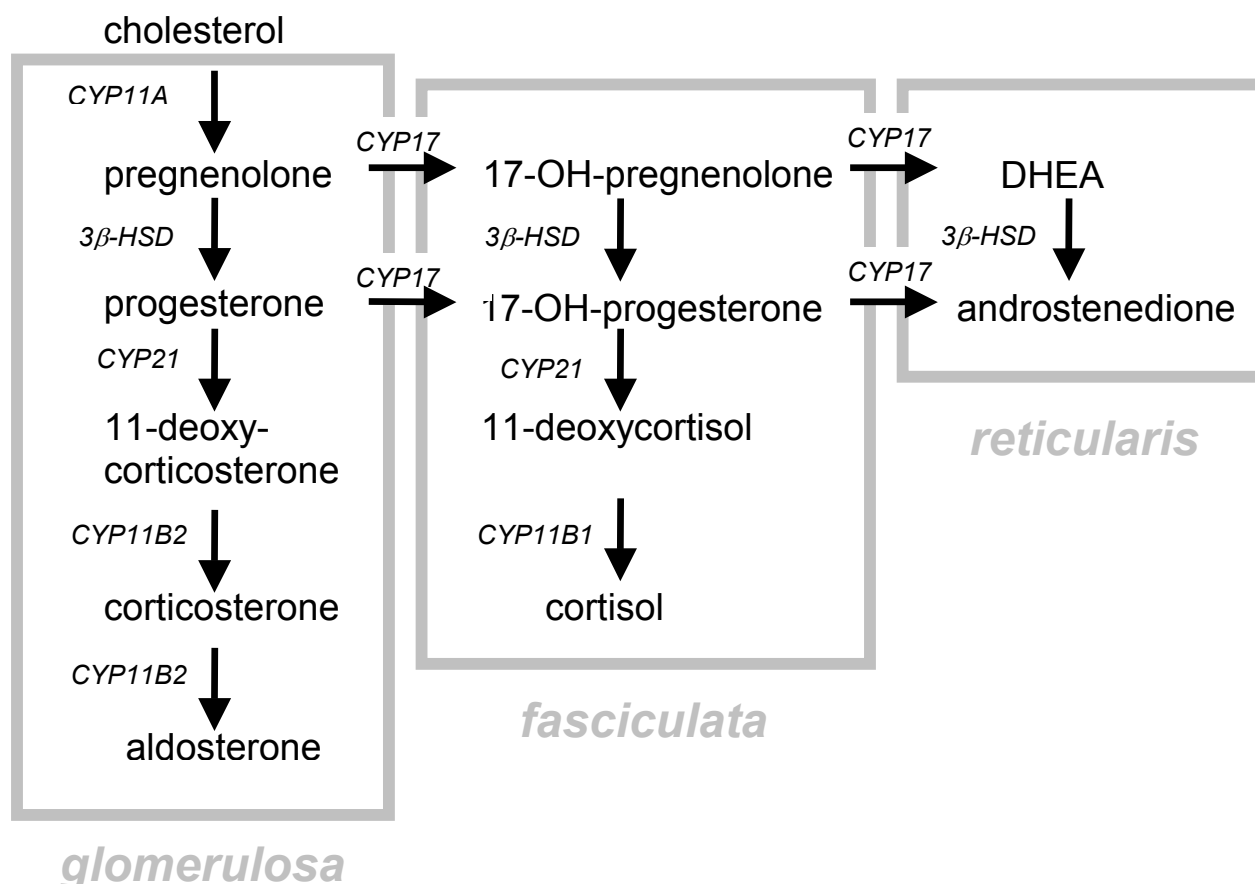 cholesterol
CYP11A
CYP17
CYP17
pregnenolone
17-OH-pregnenolone
DHEA
3β-HSD
3β-HSD
3β-HSD
CYP17
CYP17
progesterone
17-OH-progesterone
androstenedione
CYP21
CYP21
11-deoxy-
corticosterone
11-deoxycortisol
reticularis
CYP11B2
CYP11B1
corticosterone
cortisol
CYP11B2
fasciculata
aldosterone
glomerulosa